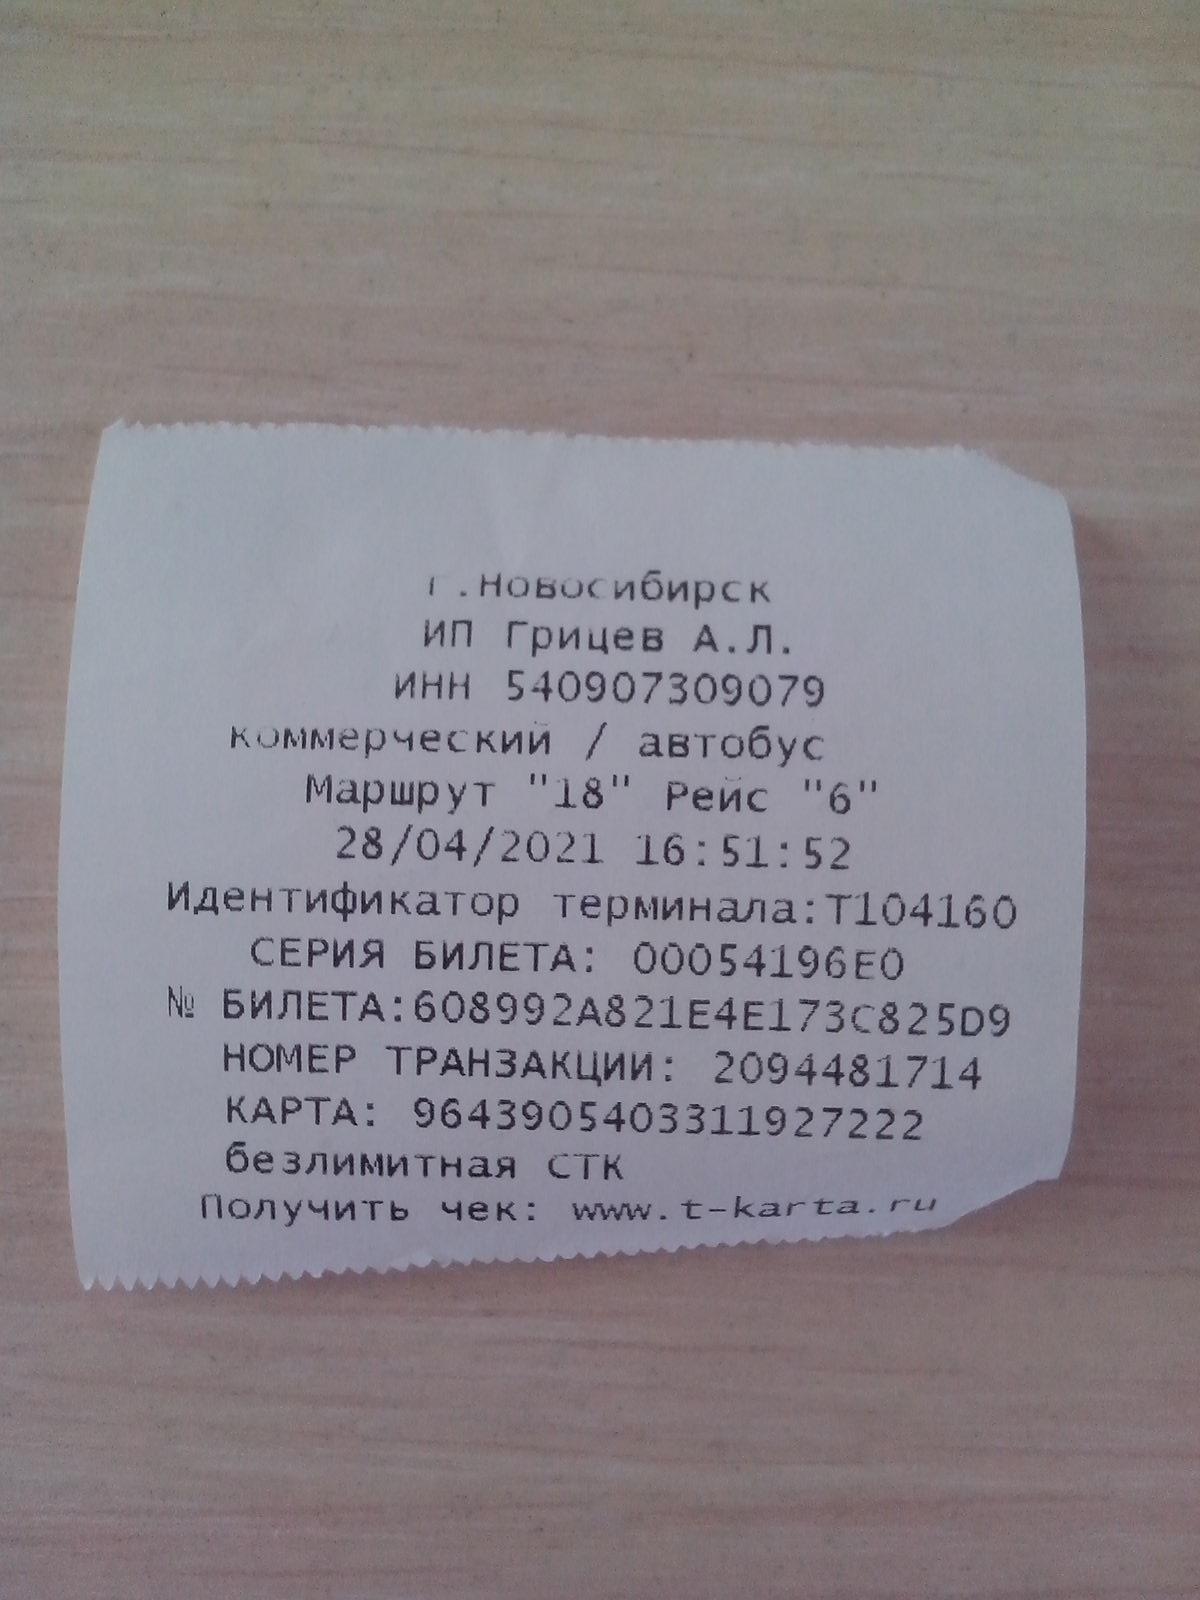 г.Новосибирск
ИП Грицев А.Л.
ИНН 540907309079
коммерческий / автобус
Маршрут "18" Рейс "6"
28/04/2021 16:51:52
Идентификатор терминала:T104160
СЕРИЯ БИЛЕТА: 00054196E0
№ БИЛЕТА:608992A821E4E173C825D9
НОМЕР ТРАНЗАКЦИИ: 2094481714
КАРТА: 9643905403311927222
безлимитная СТК
Получить чек: www.t-karta.ru